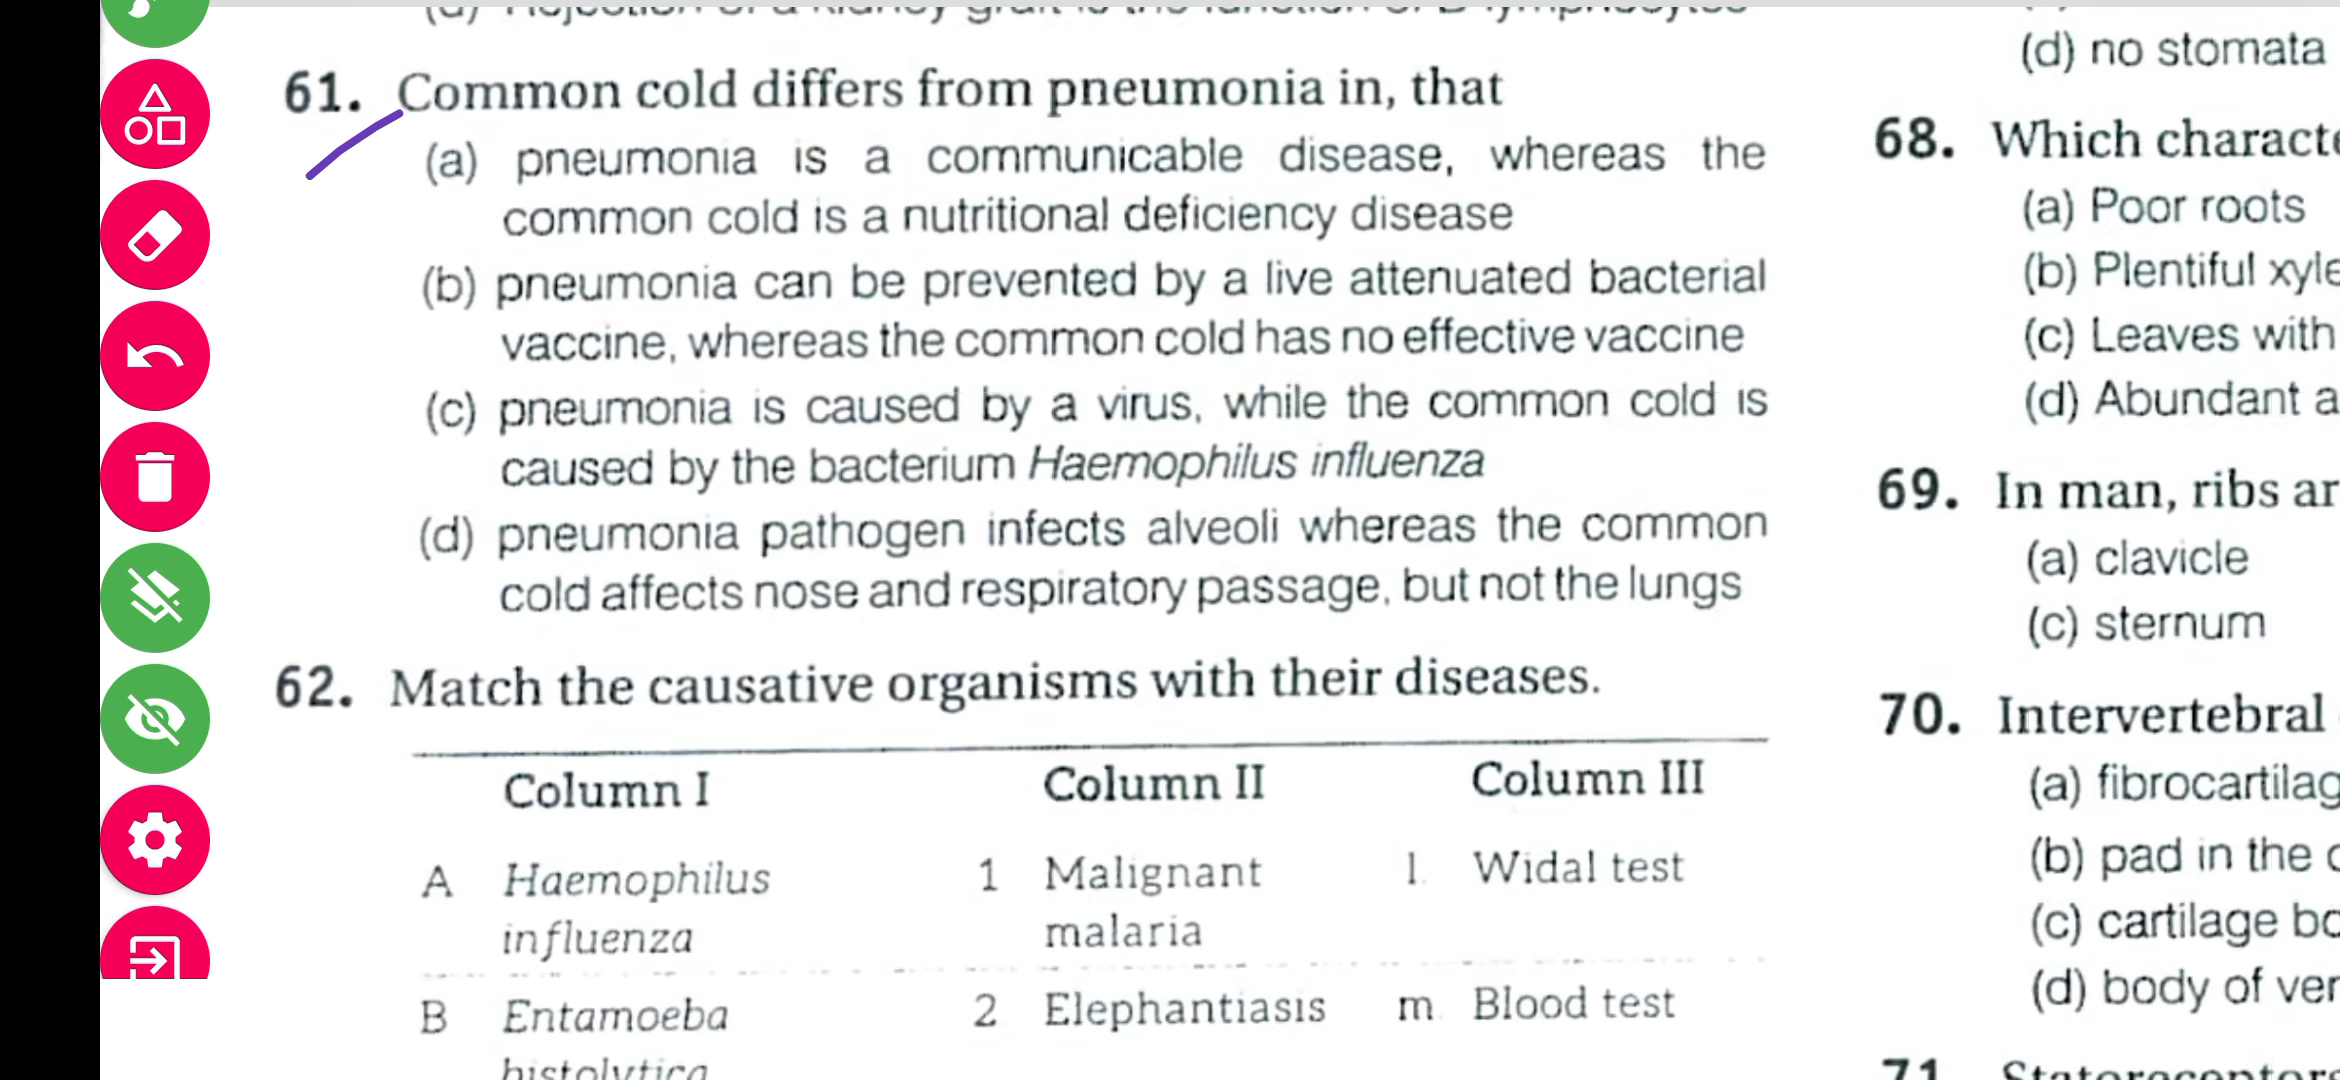 61. Common cold differs from pneumonia in, that
(a) pneumonia is a communicable disease, whereas the
common cold is a nutritional deficiency disease
(b) pneumonia can be prevented by a live attenuated bacterial
vaccine, whereas the common cold has no effective vaccine
(c) pneumonia is caused by a virus, while the common cold is
caused by the bacterium Haemophilus influenza
(d) pneumonia pathogen infects alveoli whereas the common
cold affects nose and respiratory passage, but not the lungs
62. Match the causative organisms with their diseases.
Column I Column II Column III
A Haemophilus 1 Malignant l. Widal test
influenza malaria
B Entamoeba 2 Elephantiasis m. Blood test
histolytica
(d) no stomata
68. Which
(a) Poor roots
(b) Plentiful
(c) Leaves with
(d) Abundant
69. In man, ribs
(a) clavicle
(c) sternum
70. Intervertebral
(a)
(b) pad in the
(c) cartilage
(d) body of
71.